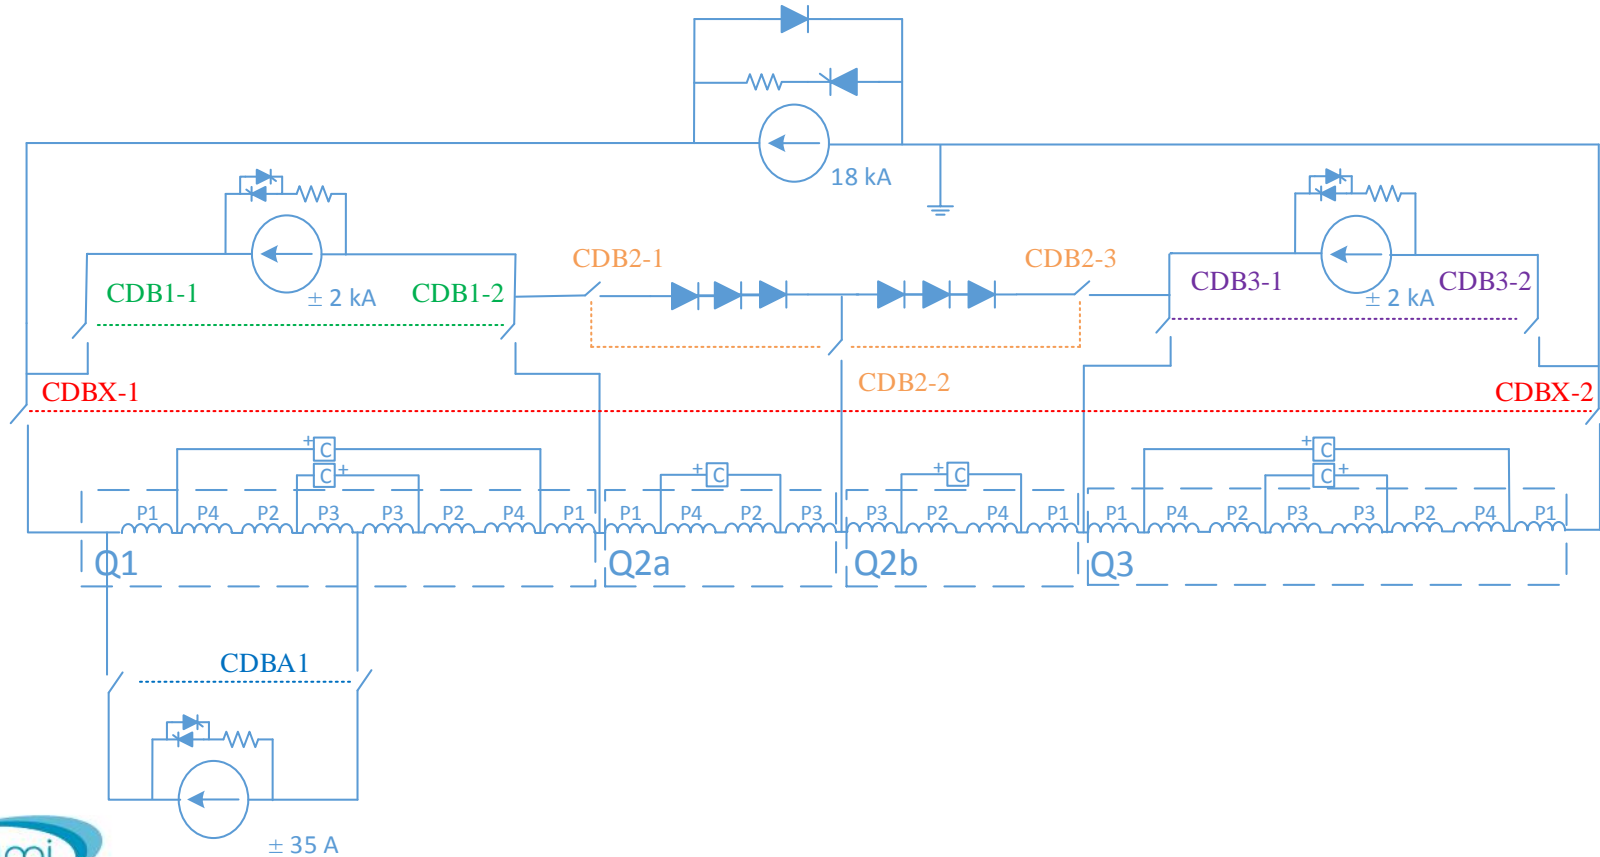 18 kA
± 2 kA
± 2 kA
CDB1-1
CDB1-2
CDB2-1
CDB2-3
CDB3-1
CDB3-2
CDB2-2
CDBX-1
CDBX-2
+ C
C +
+ C
+ C
+ C
C +
P1 P4 P2 P3 P3 P2 P4 P1 P1 P4 P2 P3 P3 P2 P4 P1 P1 P4 P2 P3 P3 P2 P4 P1
Q1 Q2a Q2b Q3
CDBA1
± 35 A